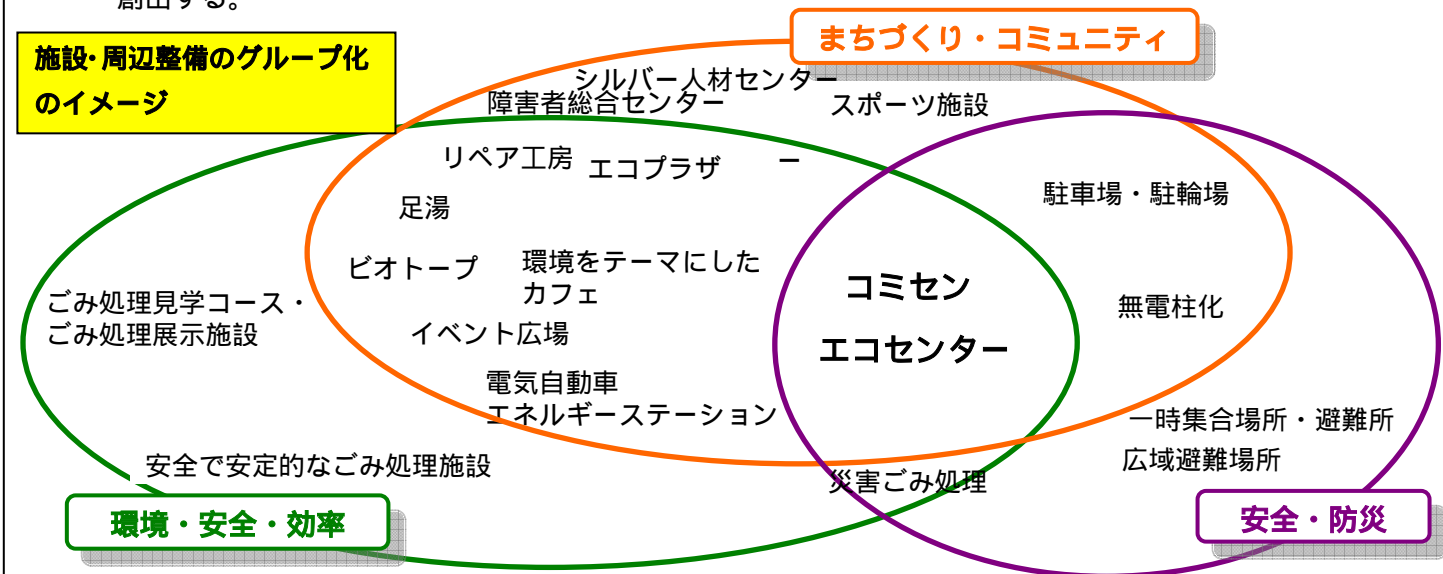 創出する。
まちづくり・コミュニティ
施設・周辺整備のグループ化
のイメージ
シルバー人材センター
障害者総合センター
スポーツ施設
リペア工房
エコプラザ
ー
駐車場・駐輪場
足湯
ビオトープ
環境をテーマにした
カフェ
コミセン
エコセンター
ごみ処理見学コース・
ごみ処理展示施設
無電柱化
イベント広場
電気自動車
エネルギーステーション
一時集合場所・避難所
広域避難場所
安全で安定的なごみ処理施設
災害ごみ処理
環境・安全・効率
安全・防災